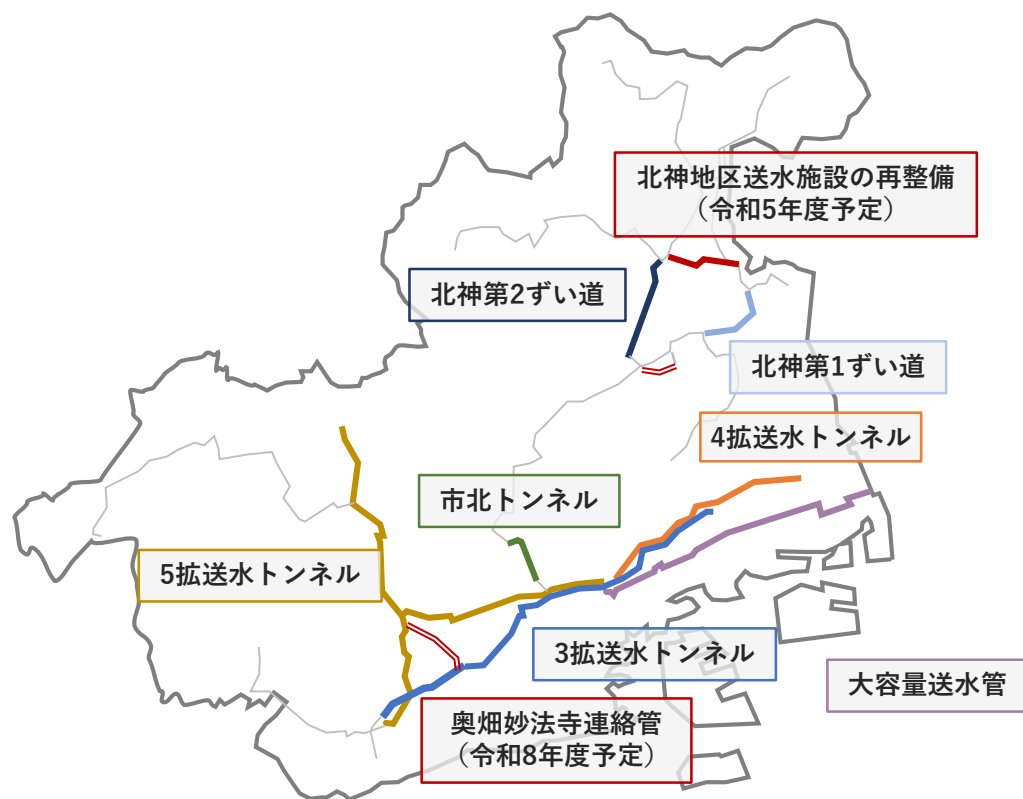 北神地区送水施設の再整備
（令和5年度予定）
北神第2ずい道
北神第1ずい道
4拡送水トンネル
市北トンネル
5拡送水トンネル
3拡送水トンネル
大容量送水管
奥畑妙法寺連絡管
（令和8年度予定）